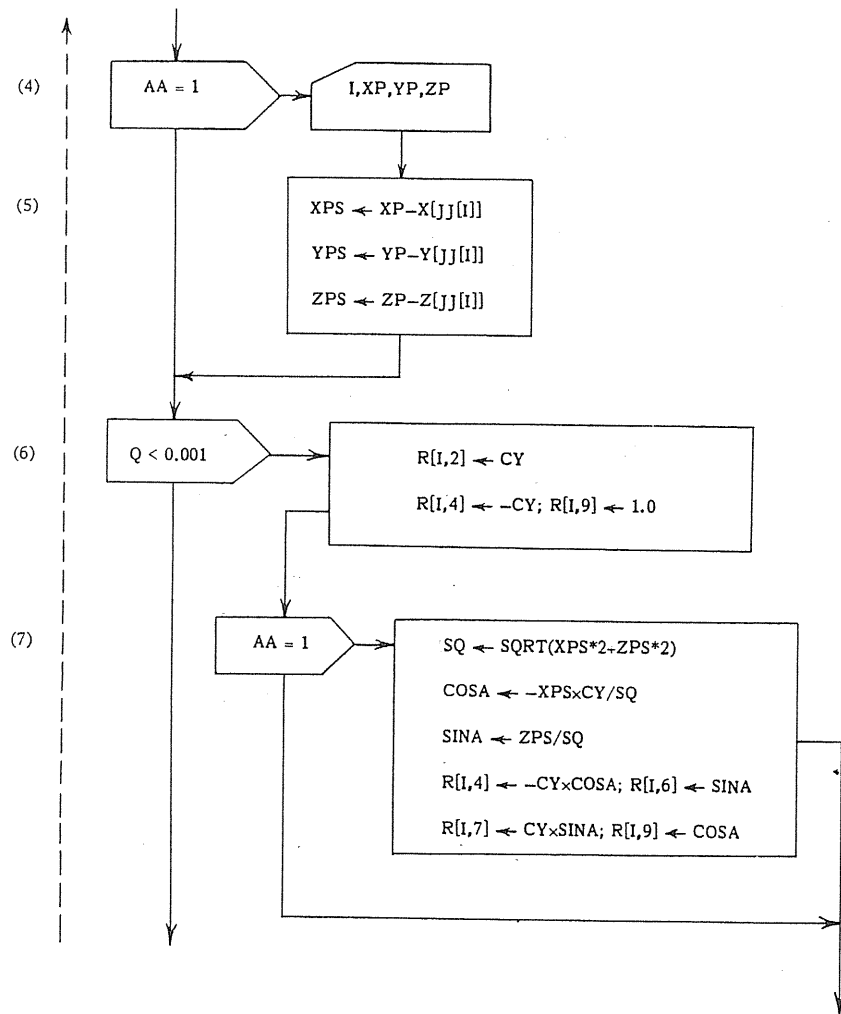 (4)
AA = 1
I,XP,YP,ZP
(5)
XPS ← XP–X[JJ[I]]
YPS ← YP–Y[JJ[I]]
ZPS ← ZP–Z[JJ[I]]
(6)
Q < 0.001
R[I,2] ← CY
R[I,4] ← –CY; R[I,9] ← 1.0
(7)
AA = 1
SQ ← SQRT(XPS*2+ZPS*2)
COSA ← –XPS×CY/SQ
SINA ← ZPS/SQ
R[I,4] ← –CY×COSA; R[I,6] ← SINA
R[I,7] ← CY×SINA; R[I,9] ← COSA